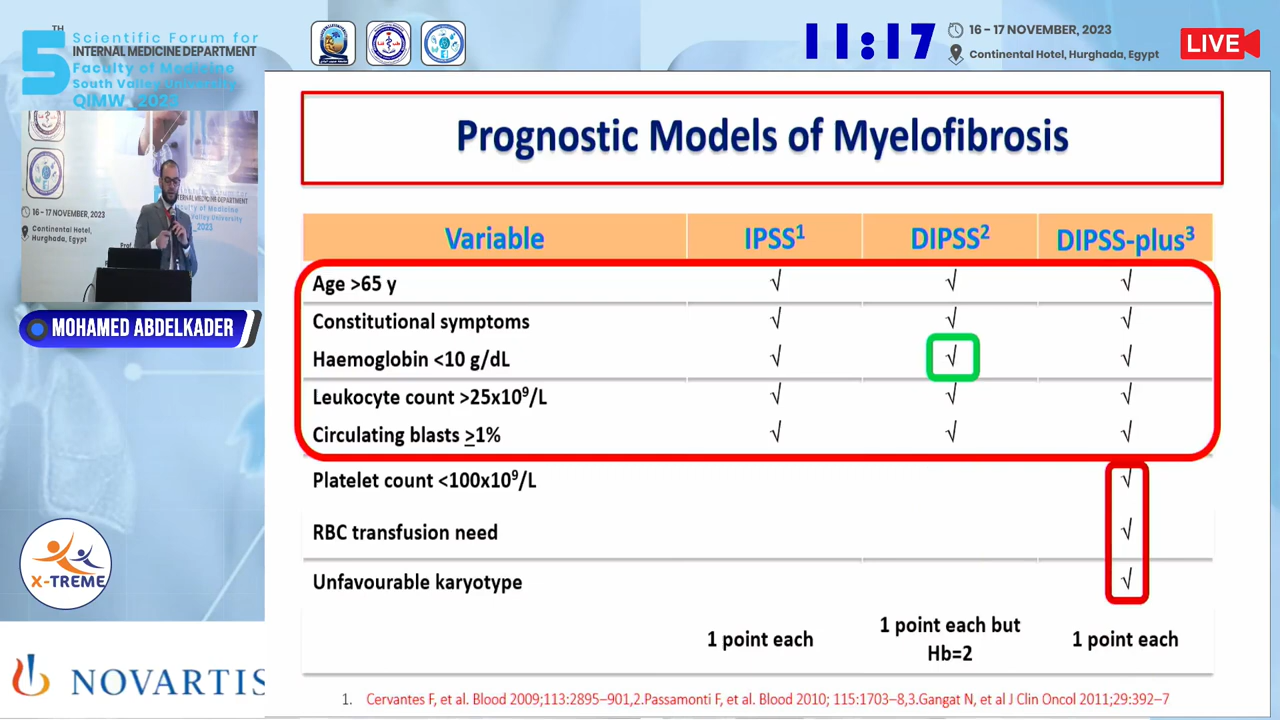 TH
5
Scientific Forum for
INTERNAL MEDICINE DEPARTMENT
Faculty of Medicine
South Valley University
QIMW_2023
11:17
16 – 17 NOVEMBER, 2023
Continental Hotel, Hurghada, Egypt
LIVE
16 - 17 NOVEMBER, 2023
Continental Hotel,
Hurghada, Egypt
MOHAMED ABDELKADER
X-TREME
NOVARTIS
Prognostic Models of Myelofibrosis
Variable IPSS¹ DIPSS² DIPSS-plus³
Age >65 y √ √ √
Constitutional symptoms √ √ √
Haemoglobin <10 g/dL √ √ √
Leukocyte count >25x10⁹/L √ √ √
Circulating blasts >1% √ √ √
Platelet count <100x10⁹/L √
RBC transfusion need √
Unfavourable karyotype √
1 point each 1 point each but Hb=2 1 point each
1. Cervantes F, et al. Blood 2009;113:2895–901,2.Passamonti F, et al. Blood 2010; 115:1703–8,3.Gangat N, et al J Clin Oncol 2011;29:392–7